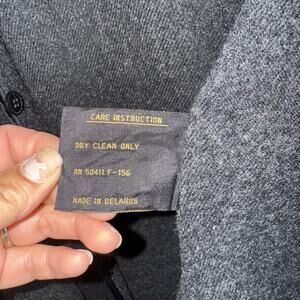 CARE INSTRUCTION
DRY CLEAN ONLY
RN 50411 F-156
MADE IN BELARUS